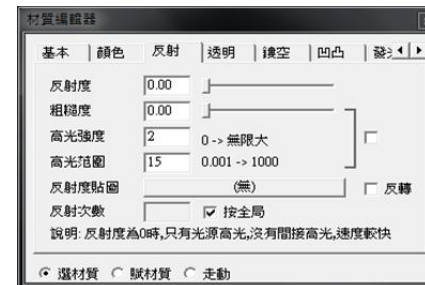 材質編輯器
基本 顏色 反射 透明 鏤空 凹凸
反射度 0.00
粗糙度 0.00
高光強度 2 0 -> 無限大
高光范圍 15 0.001 -> 1000
反射度貼圖 (無) 反轉
反射次數 按全局
說明: 反射度為0時,只有光源高光,沒有間接高光,速度較快
選材質 賦材質 走動